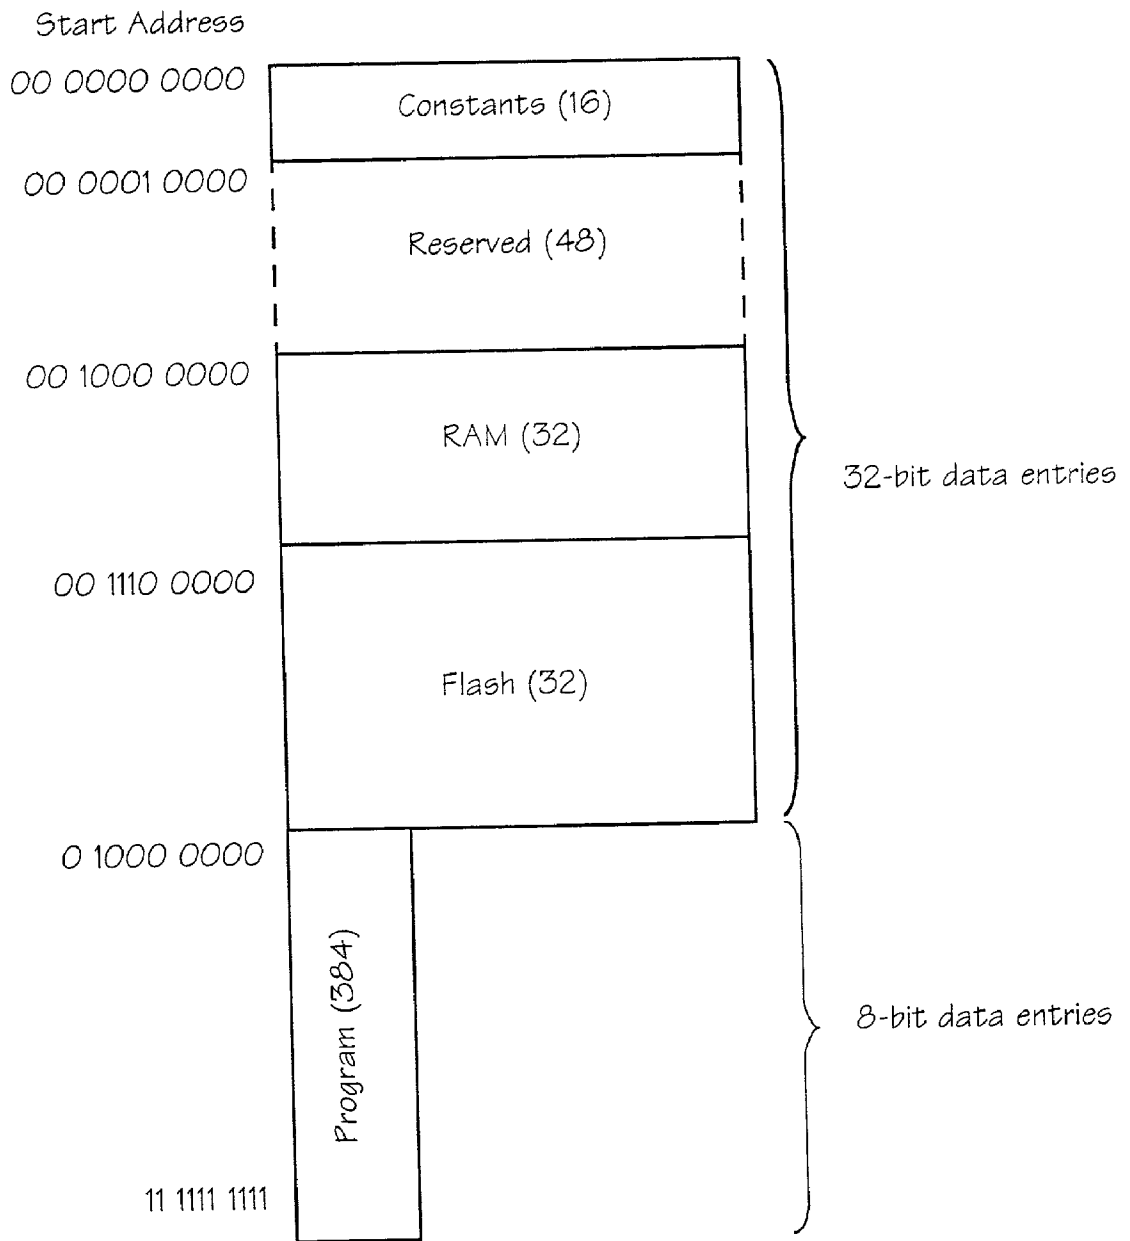 Start Address
00 0000 0000
Constants (16)
00 0001 0000
Reserved (48)
00 1000 0000
RAM (32)
32-bit data entries
00 1110 0000
Flash (32)
0 1000 0000
Program (384)
8-bit data entries
11 1111 1111